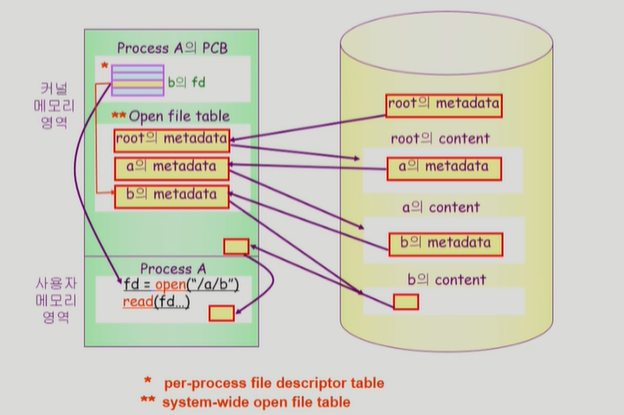 Process A의 PCB
*
b의 fd
커널
메모리
영역
**Open file table
root의 metadata
a의 metadata
b의 metadata
root의 metadata
root의 content
a의 metadata
a의 content
b의 metadata
b의 content
사용자
메모리
영역
Process A
fd = open("/a/b")
read(fd...)
* per-process file descriptor table
** system-wide open file table